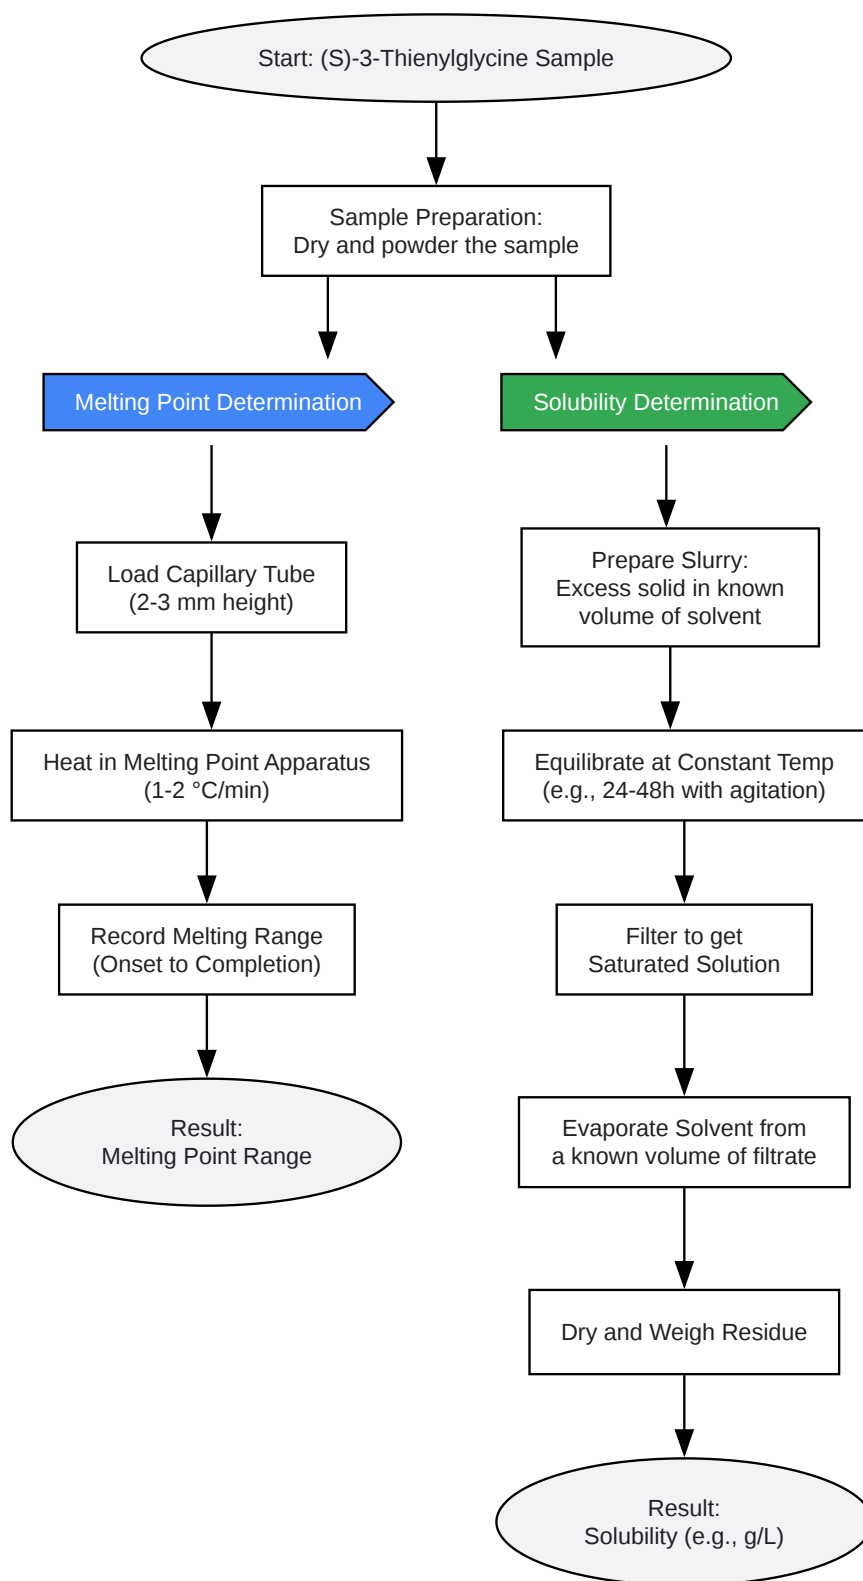 Start: (S)-3-Thienylglycine Sample
Sample Preparation:
Dry and powder the sample
Melting Point Determination
Load Capillary Tube
(2-3 mm height)
Heat in Melting Point Apparatus
(1-2 °C/min)
Record Melting Range
(Onset to Completion)
Result:
Melting Point Range
Solubility Determination
Prepare Slurry:
Excess solid in known
volume of solvent
Equilibrate at Constant Temp
(e.g., 24-48h with agitation)
Filter to get
Saturated Solution
Evaporate Solvent from
a known volume of filtrate
Dry and Weigh Residue
Result:
Solubility (e.g., g/L)